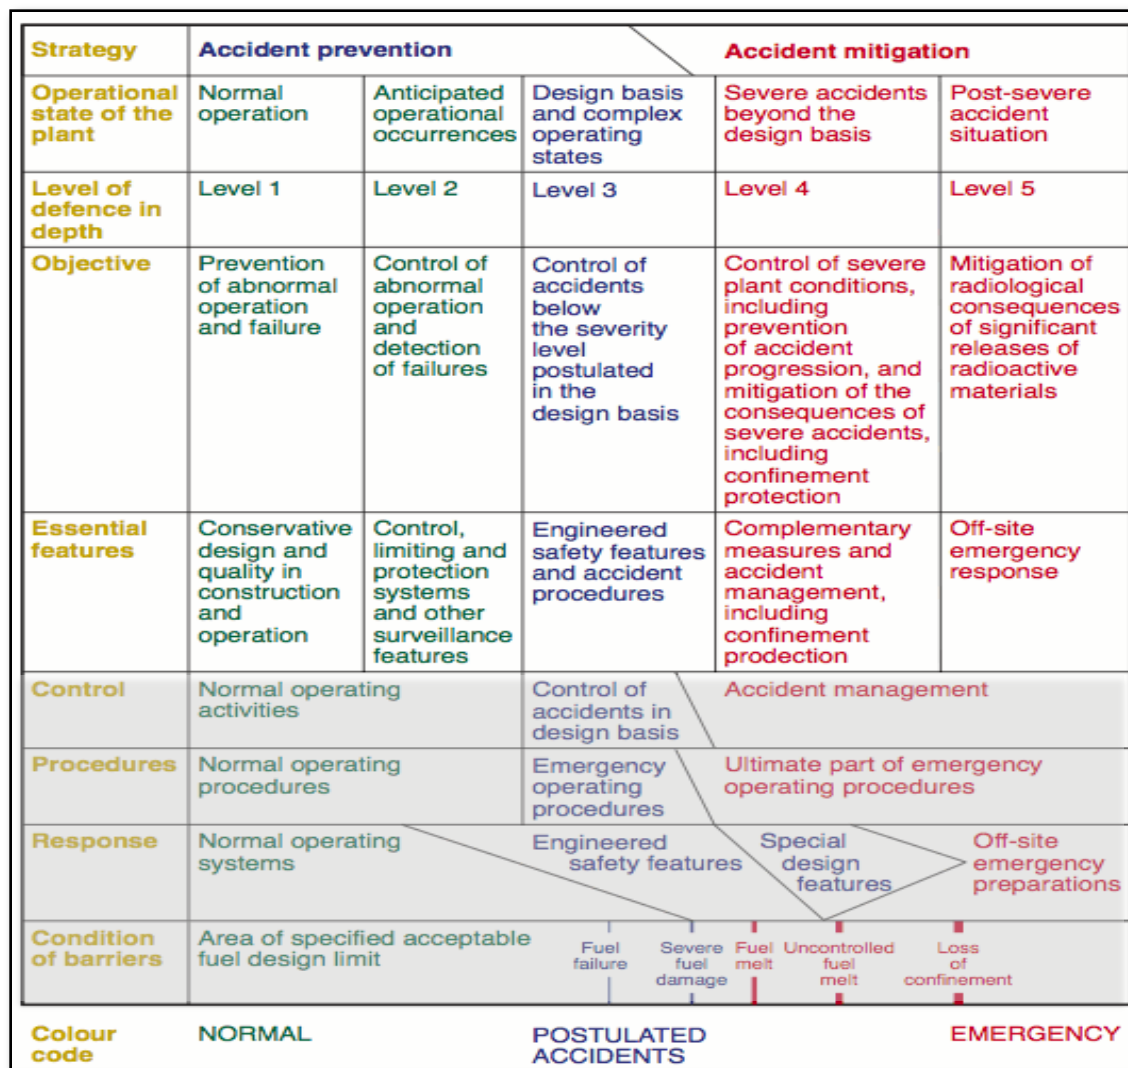 Strategy
Accident prevention
Accident mitigation
Operational
state of the
plant
Normal
operation
Anticipated
operational
occurrences
Design basis
and complex
operating
states
Severe accidents
beyond the
design basis
Post-severe
accident
situation
Level of
defence in
depth
Level 1
Level 2
Level 3
Level 4
Level 5
Objective
Prevention
of abnormal
operation
and failure
Control of
abnormal
operation
and
detection
of failures
Control of
accidents
below
the severity
level
postulated
in the
design basis
Control of severe
plant conditions,
including
prevention
of accident
progression, and
mitigation of the
consequences of
severe accidents,
including
confinement
protection
Mitigation of
radiological
consequences
of significant
releases of
radioactive
materials
Essential
features
Conservative
design and
quality in
construction
and
operation
Control,
limiting and
protection
systems
and other
surveillance
features
Engineered
safety features
and accident
procedures
Complementary
measures and
accident
management,
including
confinement
prodection
Off-site
emergency
response
Control
Normal operating
activities
Control of
accidents in
design basis
Accident management
Procedures
Normal operating
procedures
Emergency
operating
procedures
Ultimate part of emergency
operating procedures
Response
Normal operating
systems
Engineered
safety features
Special
design
features
Off-site
emergency
preparations
Condition
of barriers
Area of specified acceptable
fuel design limit
Fuel
failure
Severe
fuel
damage
Fuel
melt
Uncontrolled
fuel
melt
Loss
of
confinement
Colour
code
NORMAL
POSTULATED
ACCIDENTS
EMERGENCY